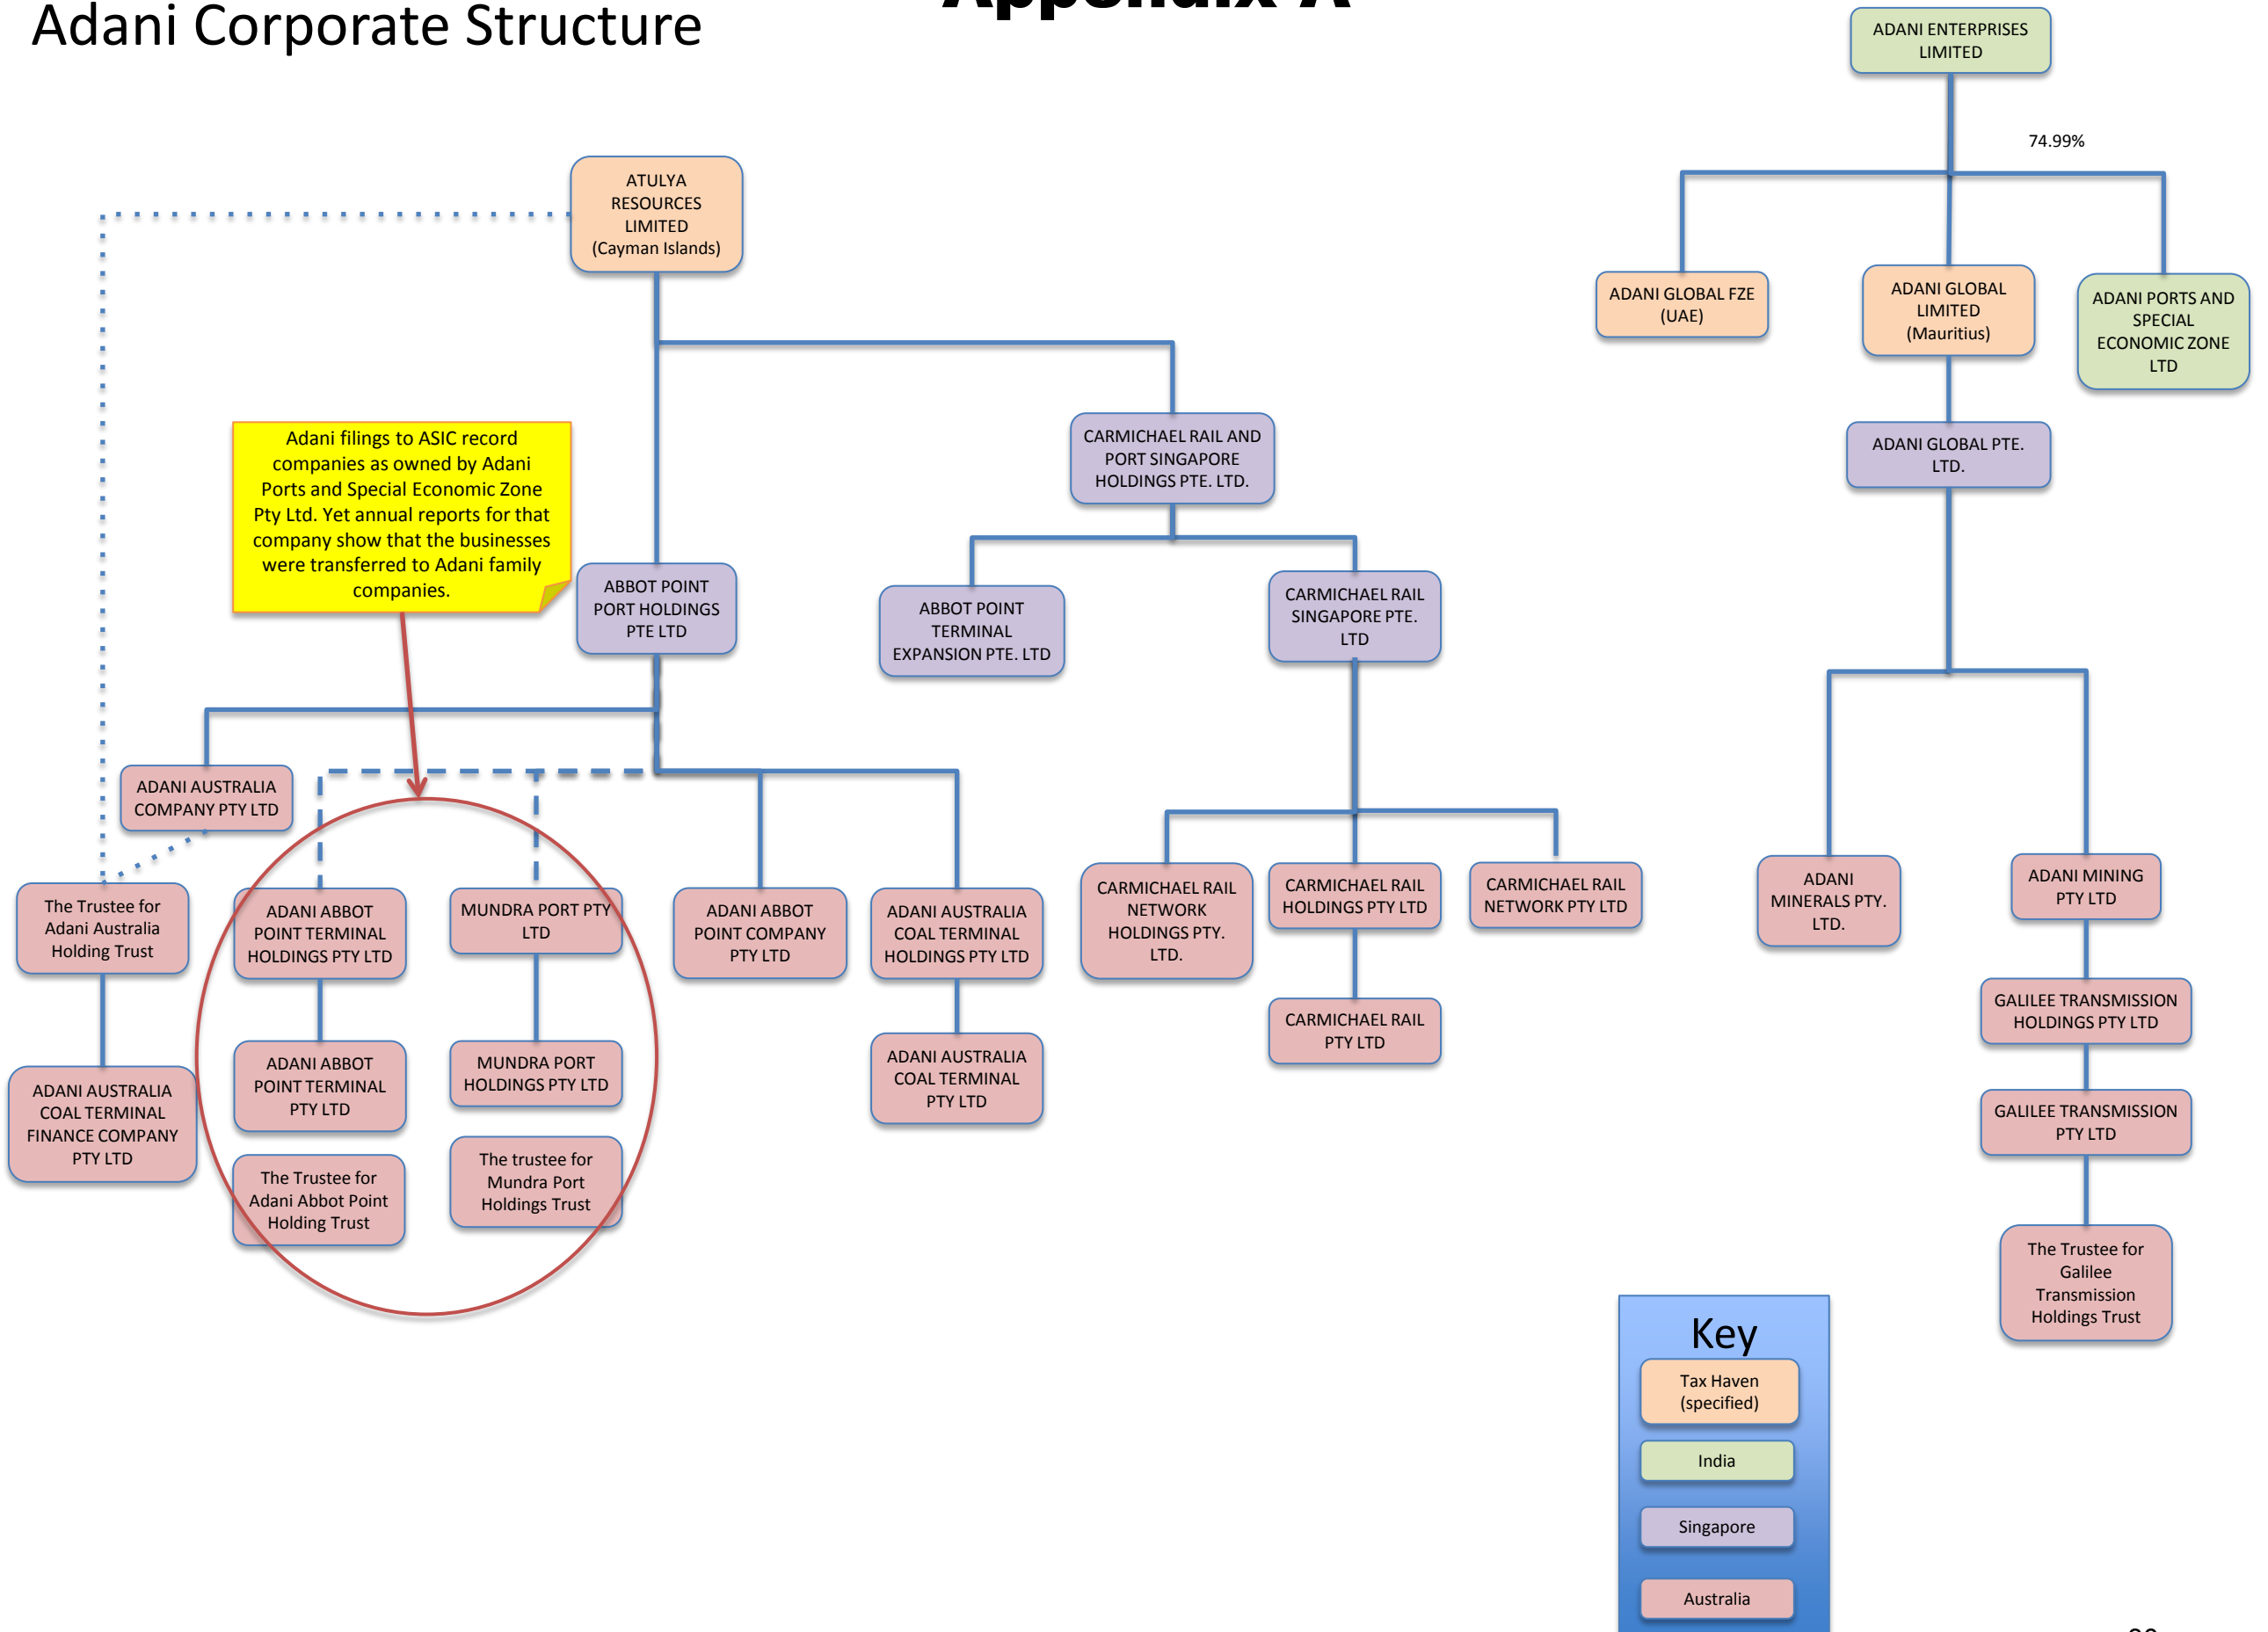 Adani Corporate Structure
Appendix A
ADANI ENTERPRISES
LIMITED
74.99%
ATULYA
RESOURCES
LIMITED
(Cayman Islands)
ADANI GLOBAL FZE
(UAE)
ADANI GLOBAL
LIMITED
(Mauritius)
ADANI PORTS AND
SPECIAL
ECONOMIC ZONE
LTD
Adani filings to ASIC record
companies as owned by Adani
Ports and Special Economic Zone
Pty Ltd. Yet annual reports for that
company show that the businesses
were transferred to Adani family
companies.
CARMICHAEL RAIL AND
PORT SINGAPORE
HOLDINGS PTE. LTD.
ADANI GLOBAL PTE.
LTD.
ABBOT POINT
PORT HOLDINGS
PTE LTD
ABBOT POINT
TERMINAL
EXPANSION PTE. LTD
CARMICHAEL RAIL
SINGAPORE PTE.
LTD
ADANI AUSTRALIA
COMPANY PTY LTD
The Trustee for
Adani Australia
Holding Trust
ADANI ABBOT
POINT TERMINAL
HOLDINGS PTY LTD
MUNDRA PORT PTY
LTD
ADANI ABBOT
POINT COMPANY
PTY LTD
ADANI AUSTRALIA
COAL TERMINAL
HOLDINGS PTY LTD
CARMICHAEL RAIL
NETWORK
HOLDINGS PTY.
LTD.
CARMICHAEL RAIL
HOLDINGS PTY LTD
CARMICHAEL RAIL
NETWORK PTY LTD
ADANI
MINERALS PTY.
LTD.
ADANI MINING
PTY LTD
ADANI AUSTRALIA
COAL TERMINAL
FINANCE COMPANY
PTY LTD
ADANI ABBOT
POINT TERMINAL
PTY LTD
MUNDRA PORT
HOLDINGS PTY LTD
ADANI AUSTRALIA
COAL TERMINAL
PTY LTD
CARMICHAEL RAIL
PTY LTD
GALILEE TRANSMISSION
HOLDINGS PTY LTD
GALILEE TRANSMISSION
PTY LTD
The Trustee for
Adani Abbot Point
Holding Trust
The trustee for
Mundra Port
Holdings Trust
The Trustee for
Galilee
Transmission
Holdings Trust
Key
Tax Haven
(specified)
India
Singapore
Australia